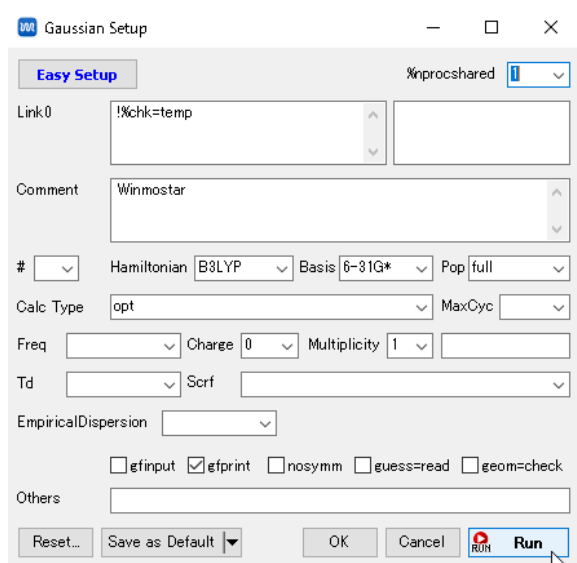 Gaussian Setup
Easy Setup %nprocshared 1
Link0 !%chk=temp
Comment Winmostar
# Hamiltonian B3LYP Basis 6-31G* Pop full
Calc Type opt MaxCyc
Freq Charge 0 Multiplicity 1
Td Scrf
EmpiricalDispersion
gfinput gfprint nosymm guess=read geom=check
Others
Reset... Save as Default OK Cancel RUN Run